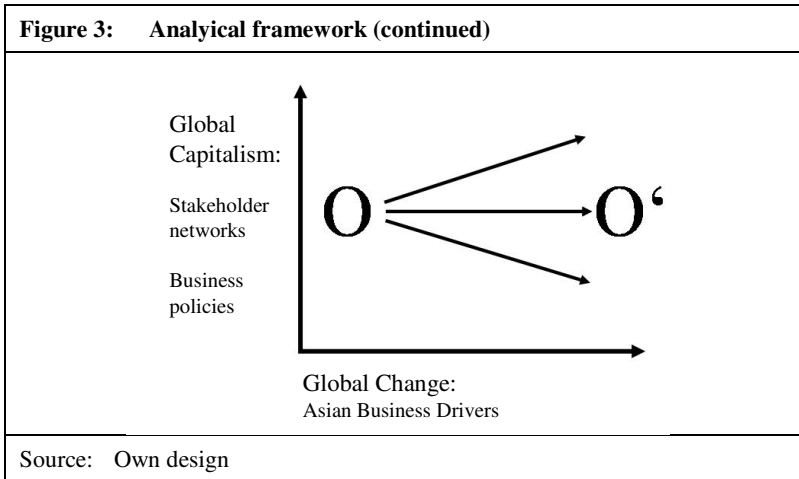 Figure 3: Analyical framework (continued)
Global
Capitalism:
Stakeholder
networks
Business
policies
O
O‘
Global Change:
Asian Business Drivers
Source: Own design